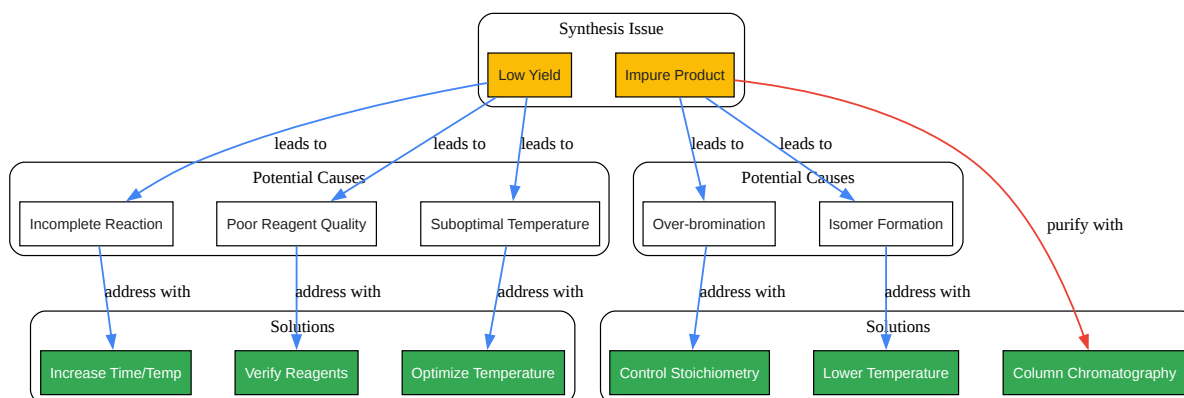 Synthesis Issue
Low Yield
Impure Product
leads to
leads to
leads to
leads to
leads to
Potential Causes
Potential Causes
Incomplete Reaction
Poor Reagent Quality
Suboptimal Temperature
Over-bromination
Isomer Formation
purify with
address with
address with
address with
address with
address with
Solutions
Solutions
Increase Time/Temp
Verify Reagents
Optimize Temperature
Control Stoichiometry
Lower Temperature
Column Chromatography